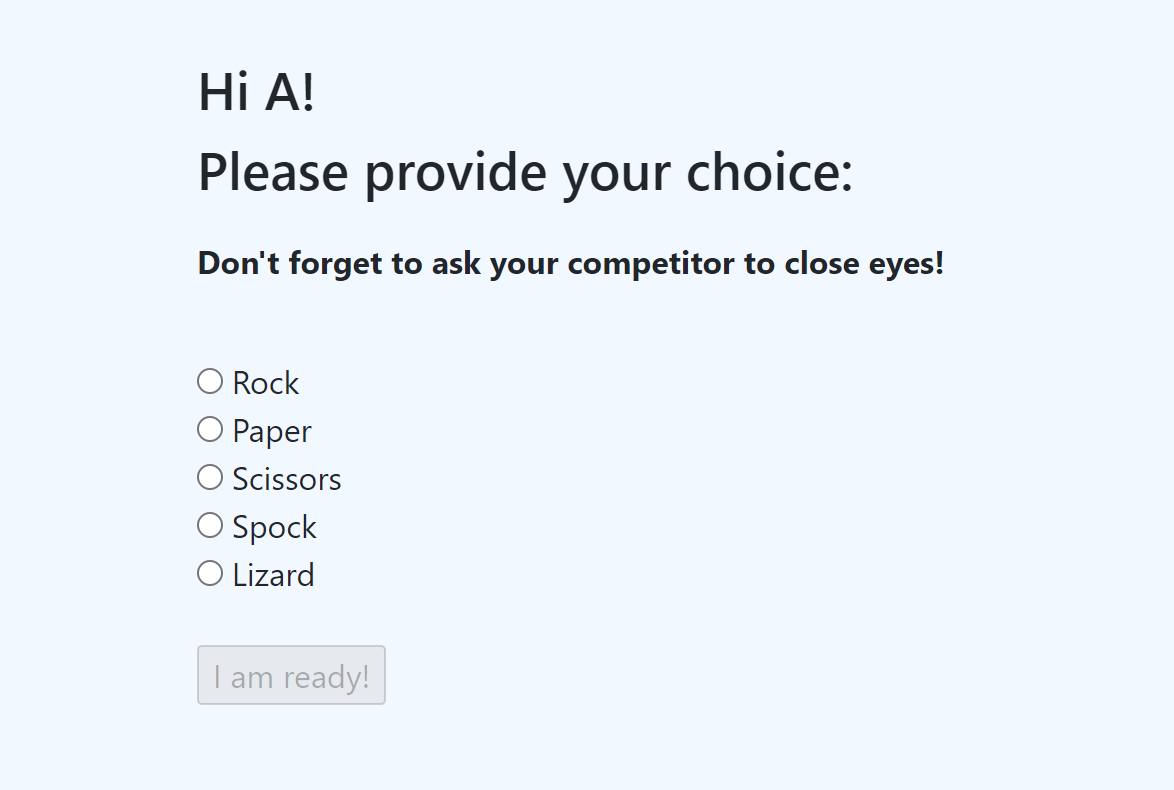 Hi A!
Please provide your choice:
Don't forget to ask your competitor to close eyes!
Rock
Paper
Scissors
Spock
Lizard
I am ready!